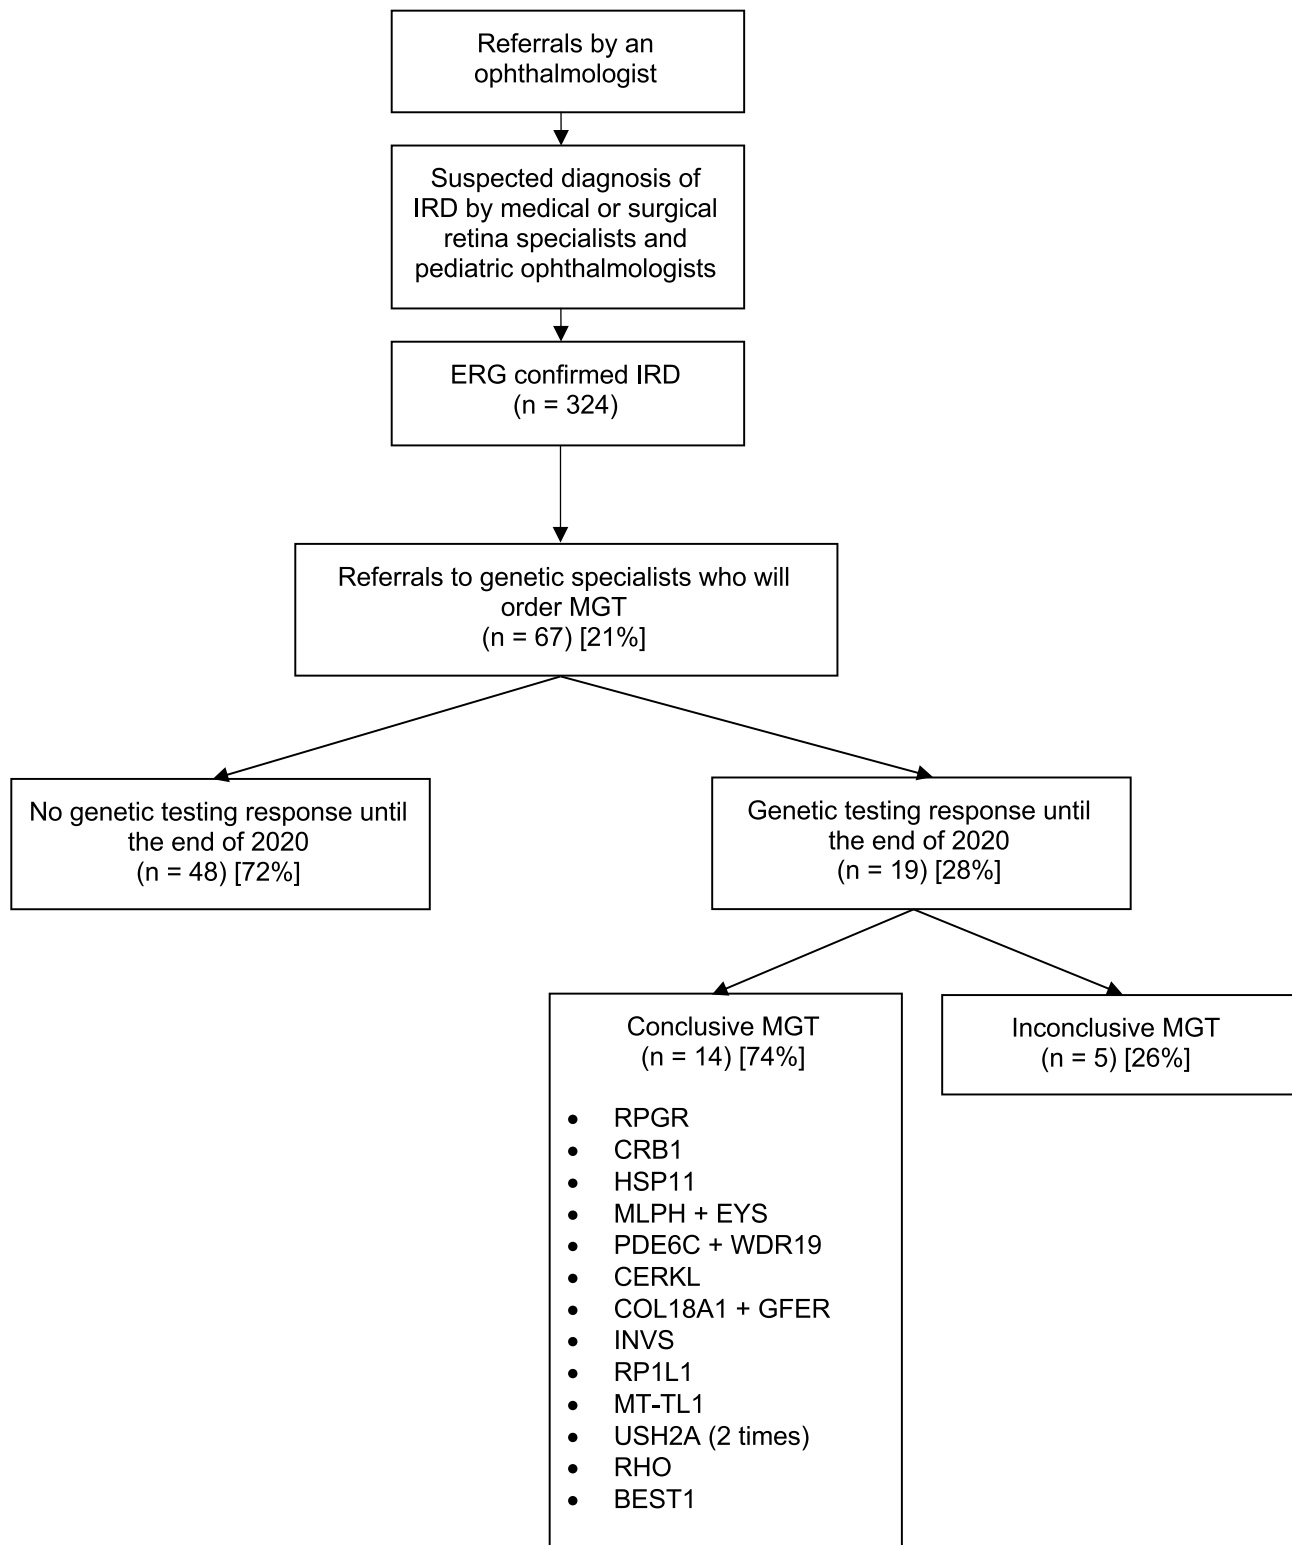 Referrals by an
ophthalmologist
Suspected diagnosis of
IRD by medical or surgical
retina specialists and
pediatric ophthalmologists
ERG confirmed IRD
(n = 324)
Referrals to genetic specialists who will
order MGT
(n = 67) [21%]
No genetic testing response until
the end of 2020
(n = 48) [72%]
Genetic testing response until
the end of 2020
(n = 19) [28%]
Conclusive MGT
(n = 14) [74%]
• RPGR
• CRB1
• HSP11
• MLPH + EYS
• PDE6C + WDR19
• CERKL
• COL18A1 + GFER
• INVS
• RP1L1
• MT-TL1
• USH2A (2 times)
• RHO
• BEST1
Inconclusive MGT
(n = 5) [26%]